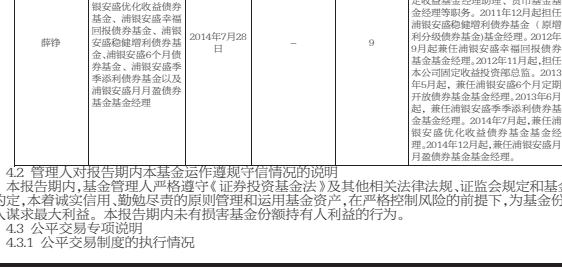 银安盛优化收益债券
基金、浦银安盛幸福
回报债券基金、浦银
安盛稳健增利债券基
金、浦银安盛6个月债
券基金、浦银安盛季
季添利债券基金以及
浦银安盛月月盈债券
基金基金经理
薛铮
2014年7月28
日
–
9
定收益基金经理助理、货币基金基
金经理等职务。2011年12月起担任
浦银安盛稳健增利债券基金（原增
利分级债券基金)基金经理。2012年
9月起兼任浦银安盛幸福回报债券
基金基金经理。2012年11月起,担任
本公司固定收益投资部总监。2013
年5月起, 兼任浦银安盛6个月定期
开放债券基金基金经理。2013年6月
起，兼任浦银安盛季季添利债券基
金基金经理。2014年7月起,兼任浦
银安盛优化收益债券基金基金经
理。2014年12月起,兼任浦银安盛月
月盈债券基金基金经理。
4.2 管理人对报告期内本基金运作遵规守信情况的说明
本报告期内,基金管理人严格遵守《证券投资基金法》及其他相关法律法规、证监会规定和基金
约定,本着诚实信用、勤勉尽责的原则管理和运用基金资产,在严格控制风险的前提下,为基金份
人谋求最大利益。本报告期内未有损害基金份额持有人利益的行为。
4.3 公平交易专项说明
4.3.1 公平交易制度的执行情况